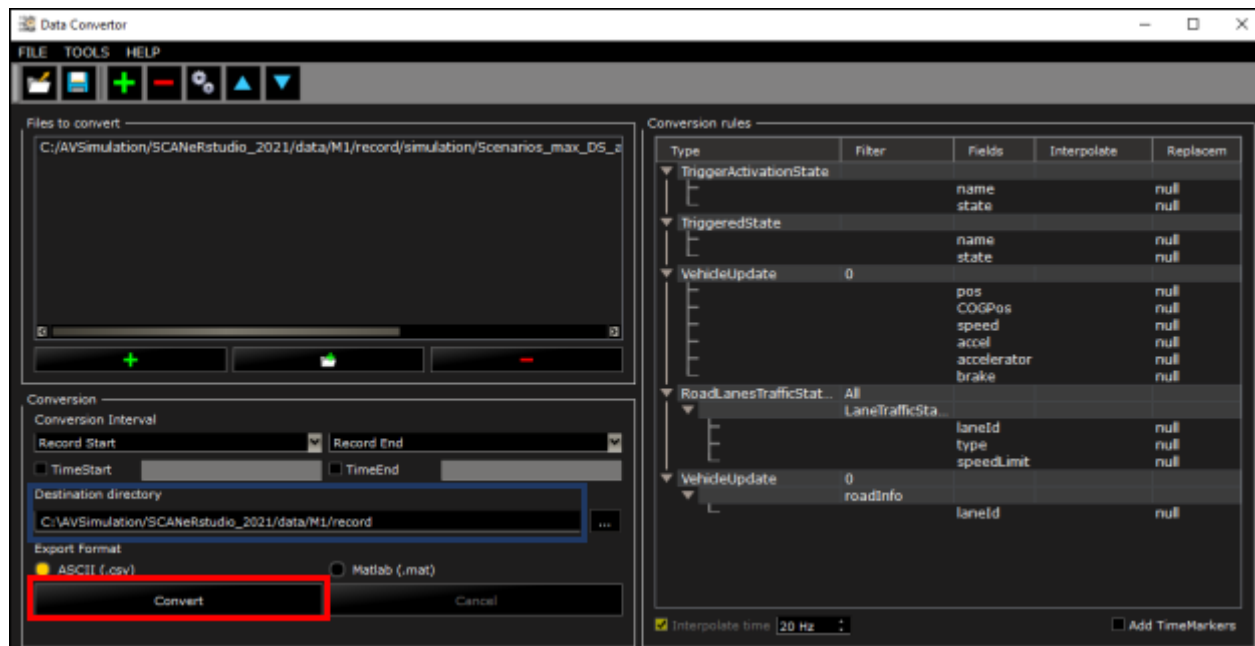 Data Convertor
FILE TOOLS HELP
Files to convert
C:/AVSimulation/SCANeRstudio_2021/data/M1/record/simulation/Scenarios_max_DS_a
Conversion
Conversion Interval
Record Start Record End
TimeStart TimeEnd
Destination directory
C:\AVSimulation/SCANeRstudio_2021/data/M1/record ...
Export Format
ASCII (.csv) Matlab (.mat)
Convert Cancel
Conversion rules
Type Filter Fields Interpolate Replacem
TriggerActivationState
name null
state null
TriggeredState
name null
state null
VehicleUpdate 0
pos null
COGPos null
speed null
accel null
accelerator null
brake null
RoadLanesTrafficStat... All
LaneTrafficSta...
laneId null
type null
speedLimit null
VehicleUpdate 0
roadInfo
laneId null
Interpolate time 20 Hz Add TimeMarkers